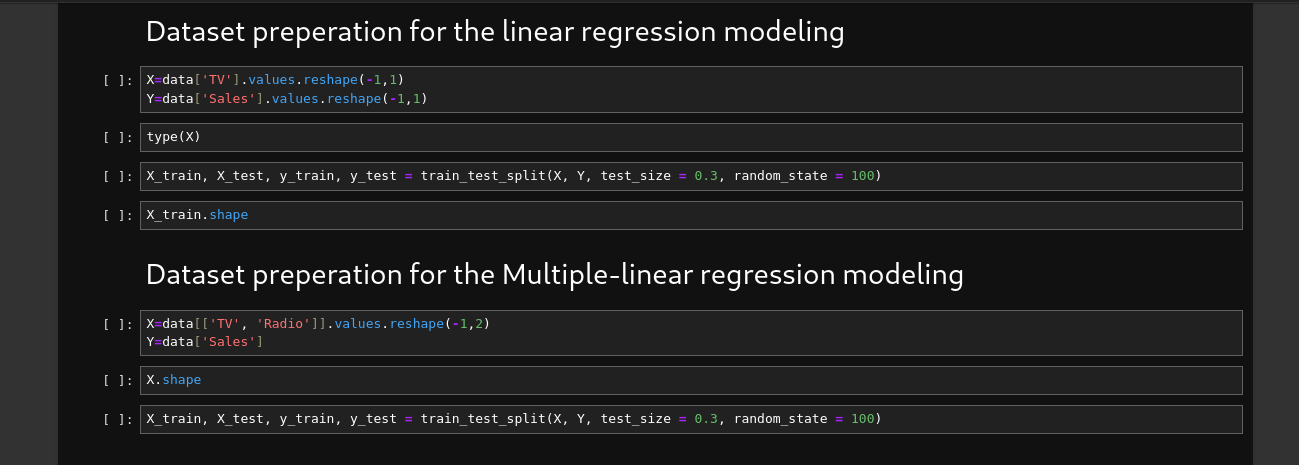 Dataset preperation for the linear regression modeling
[ ]: X=data['TV'].values.reshape(-1,1)
Y=data['Sales'].values.reshape(-1,1)
[ ]: type(X)
[ ]: X_train, X_test, y_train, y_test = train_test_split(X, Y, test_size = 0.3, random_state = 100)
[ ]: X_train.shape
Dataset preperation for the Multiple-linear regression modeling
[ ]: X=data[['TV', 'Radio']].values.reshape(-1,2)
Y=data['Sales']
[ ]: X.shape
[ ]: X_train, X_test, y_train, y_test = train_test_split(X, Y, test_size = 0.3, random_state = 100)